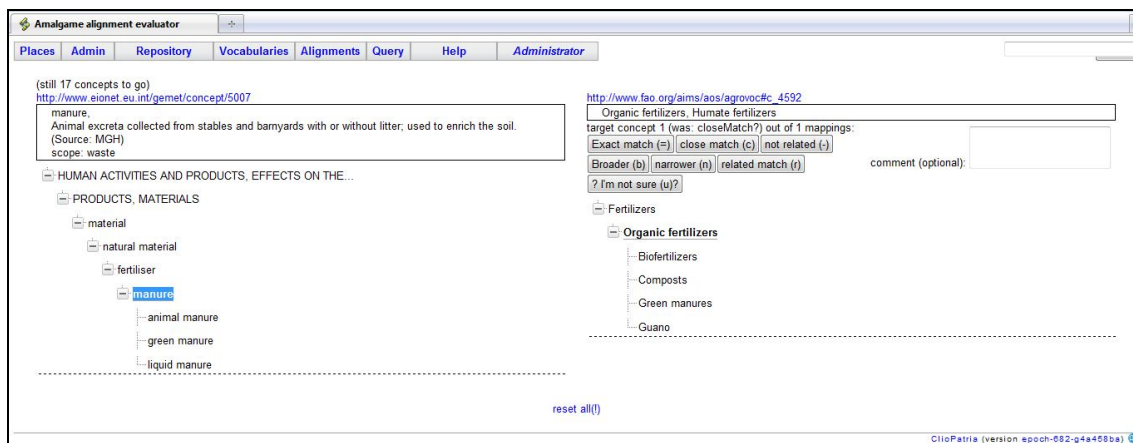 Amalgame alignment evaluator
Places Admin Repository Vocabularies Alignments Query Help Administrator
(still 17 concepts to go)
http://www.eionet.eu.int/gemet/concept/5007
manure,
Animal excreta collected from stables and barnyards with or without litter; used to enrich the soil.
(Source: MGH)
scope: waste
HUMAN ACTIVITIES AND PRODUCTS, EFFECTS ON THE...
PRODUCTS, MATERIALS
material
natural material
fertiliser
manure
animal manure
green manure
liquid manure
http://www.fao.org/aims/aos/agrovoc#c_4592
Organic fertilizers, Humate fertilizers
target concept 1 (was: closeMatch?) out of 1 mappings:
Exact match (=) close match (c) not related (-)
Broader (b) narrower (n) related match (r) comment (optional):
? I'm not sure (u)?
Fertilizers
Organic fertilizers
Biofertilizers
Composts
Green manures
Guano
reset all(!)
ClioPatria (version epoch-682-g4a458ba)